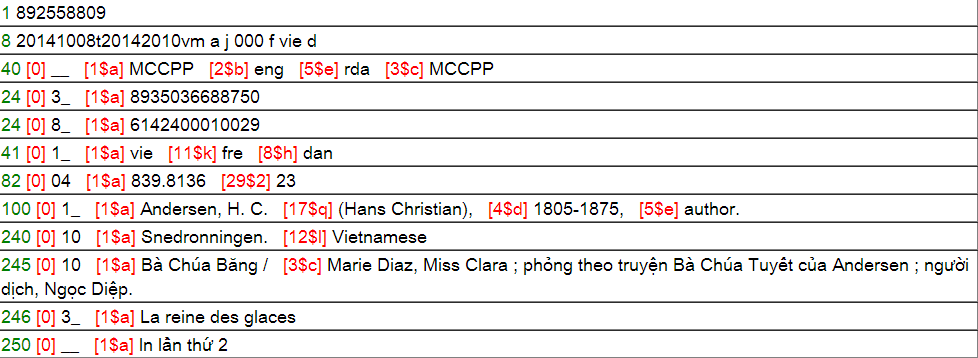 1 892558809
8 20141008t20142010vm a j 000 f vie d
40 [0] __ [1$a] MCCPP [2$b] eng [5$e] rda [3$c] MCCPP
24 [0] 3_ [1$a] 8935036688750
24 [0] 8_ [1$a] 6142400010029
41 [0] 1_ [1$a] vie [11$k] fre [8$h] dan
82 [0] 04 [1$a] 839.8136 [29$2] 23
100 [0] 1_ [1$a] Andersen, H. C. [17$q] (Hans Christian), [4$d] 1805-1875, [5$e] author.
240 [0] 10 [1$a] Snedronningen. [12$l] Vietnamese
245 [0] 10 [1$a] Bà Chúa Băng / [3$c] Marie Diaz, Miss Clara ; phỏng theo truyện Bà Chúa Tuyết của Andersen ; người
dịch, Ngọc Diệp.
246 [0] 3_ [1$a] La reine des glaces
250 [0] __ [1$a] In lần thứ 2